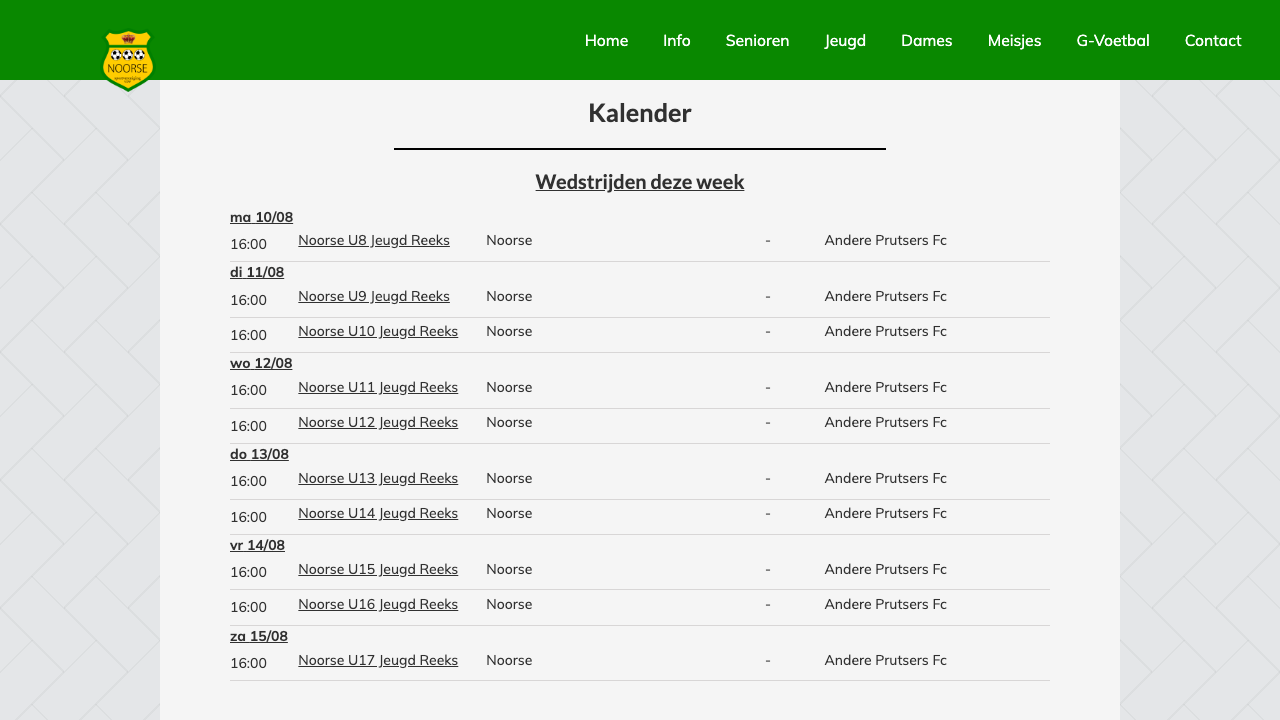 NOORSE
Home Info Senioren Jeugd Dames Meisjes G-Voetbal Contact
Kalender
Wedstrijden deze week
ma 10/08
16:00 Noorse U8 Jeugd Reeks Noorse - Andere Prutsers Fc
di 11/08
16:00 Noorse U9 Jeugd Reeks Noorse - Andere Prutsers Fc
16:00 Noorse U10 Jeugd Reeks Noorse - Andere Prutsers Fc
wo 12/08
16:00 Noorse U11 Jeugd Reeks Noorse - Andere Prutsers Fc
16:00 Noorse U12 Jeugd Reeks Noorse - Andere Prutsers Fc
do 13/08
16:00 Noorse U13 Jeugd Reeks Noorse - Andere Prutsers Fc
16:00 Noorse U14 Jeugd Reeks Noorse - Andere Prutsers Fc
vr 14/08
16:00 Noorse U15 Jeugd Reeks Noorse - Andere Prutsers Fc
16:00 Noorse U16 Jeugd Reeks Noorse - Andere Prutsers Fc
za 15/08
16:00 Noorse U17 Jeugd Reeks Noorse - Andere Prutsers Fc